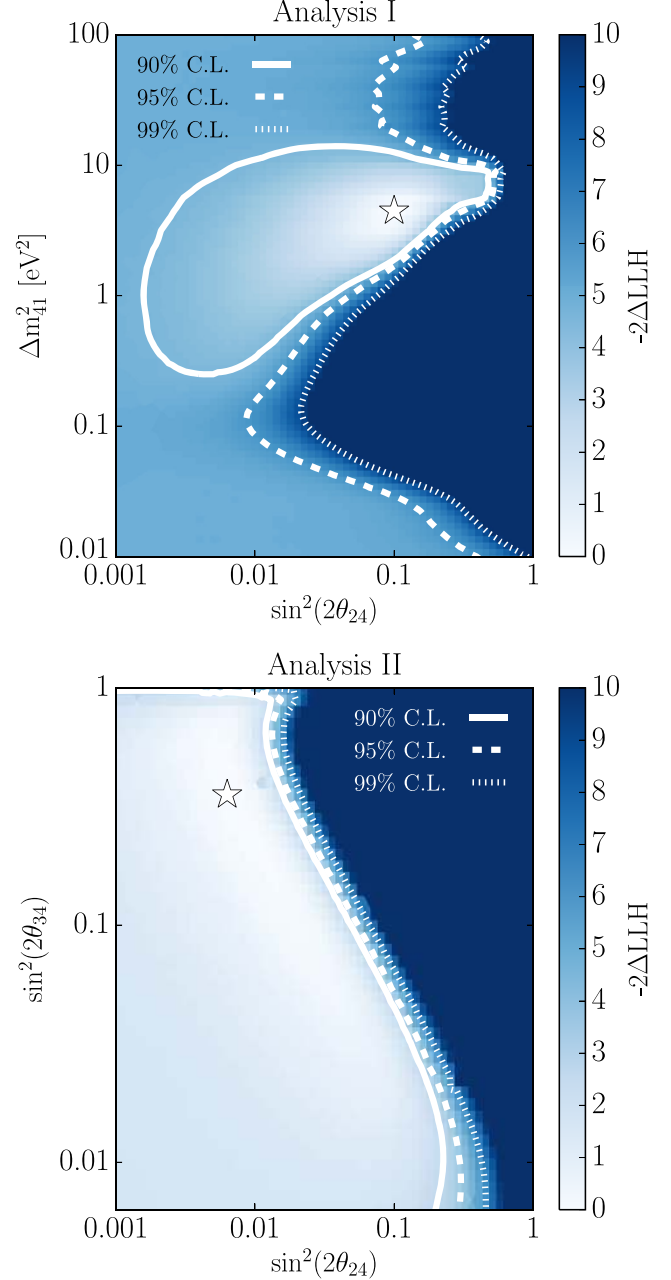 Analysis I
90% C.L.
95% C.L.
99% C.L.
100
10
1
0.1
0.01
0.001
0.01
0.1
1
Δm²₄₁ [eV²]
sin²(2θ₂₄)
10
9
8
7
6
5
4
3
2
1
0
-2ΔLLH
Analysis II
90% C.L.
95% C.L.
99% C.L.
1
0.1
0.01
0.001
0.01
0.1
1
sin²(2θ₃₄)
sin²(2θ₂₄)
10
9
8
7
6
5
4
3
2
1
0
-2ΔLLH